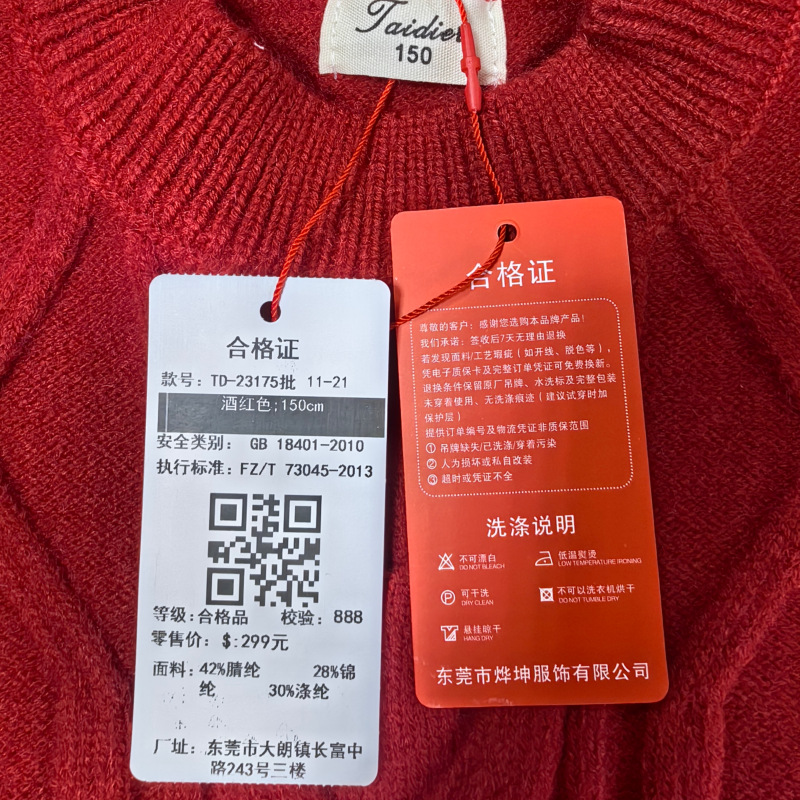 Taidier
150
合格证
款号：TD-23175批 11-21
酒红色;150cm
安全类别： GB 18401-2010
执行标准：FZ/T 73045-2013
等级:合格品 校验：888
零售价：$:299元
面料：42%腈纶 28%锦
纶 30%涤纶
厂址：东莞市大朗镇长富中
路243号三楼
合格证
尊敬的客户：感谢您选购本品牌产品！
我们承诺：签收后7天无理由退换
若发现面料/工艺瑕疵（如开线、脱色等），
凭电子质保卡及完整订单凭证可免费换新。
退换条件保留原厂吊牌、水洗标及完整包装
未穿着使用、无洗涤痕迹（建议试穿时加
保护层）
提供订单编号及物流凭证非质保范围
① 吊牌缺失/已洗涤/穿着污染
② 人为损坏或私自改装
③ 超时或凭证不全
洗涤说明
不可漂白
DO NOT BLEACH
低温熨烫
LOW TEMPERATURE IRONING
可干洗
DRY CLEAN
不可以洗衣机烘干
DO NOT TUMBLE DRY
悬挂晾干
HANG DRY
东莞市烨坤服饰有限公司